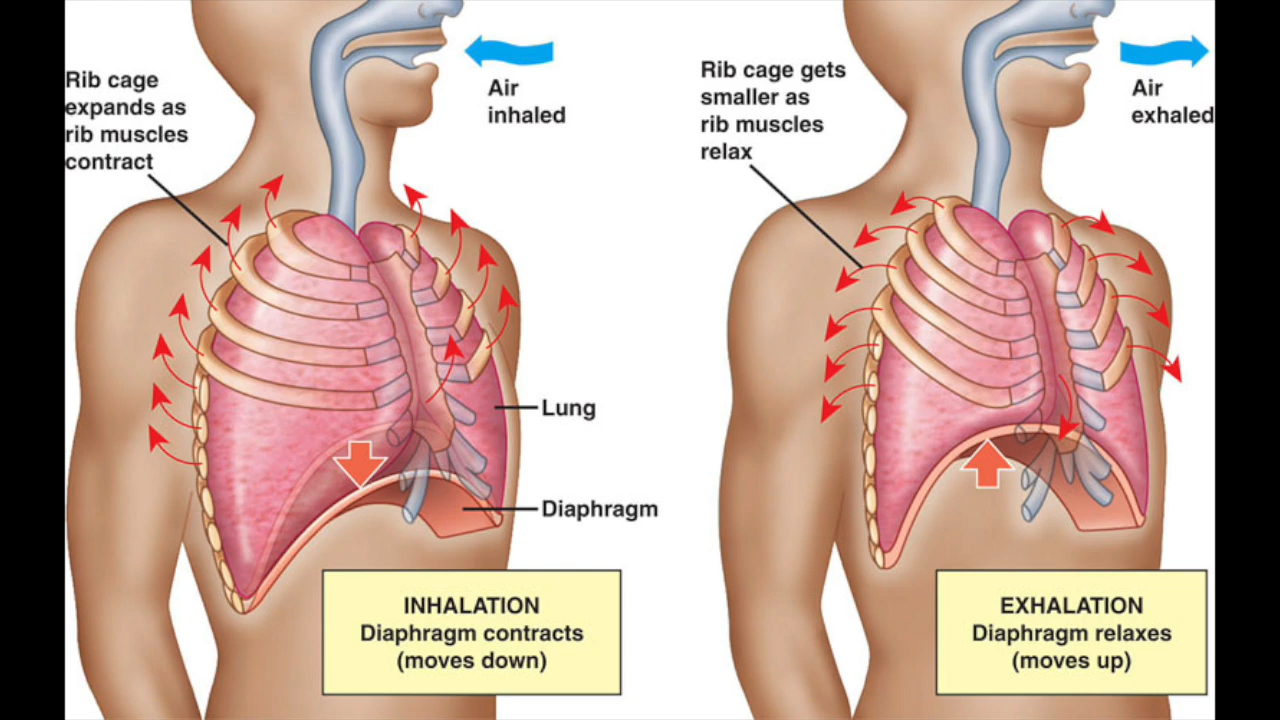 Rib cage
expands as
rib muscles
contract
Air
inhaled
Lung
Diaphragm
INHALATION
Diaphragm contracts
(moves down)
Rib cage gets
smaller as
rib muscles
relax
Air
exhaled
EXHALATION
Diaphragm relaxes
(moves up)